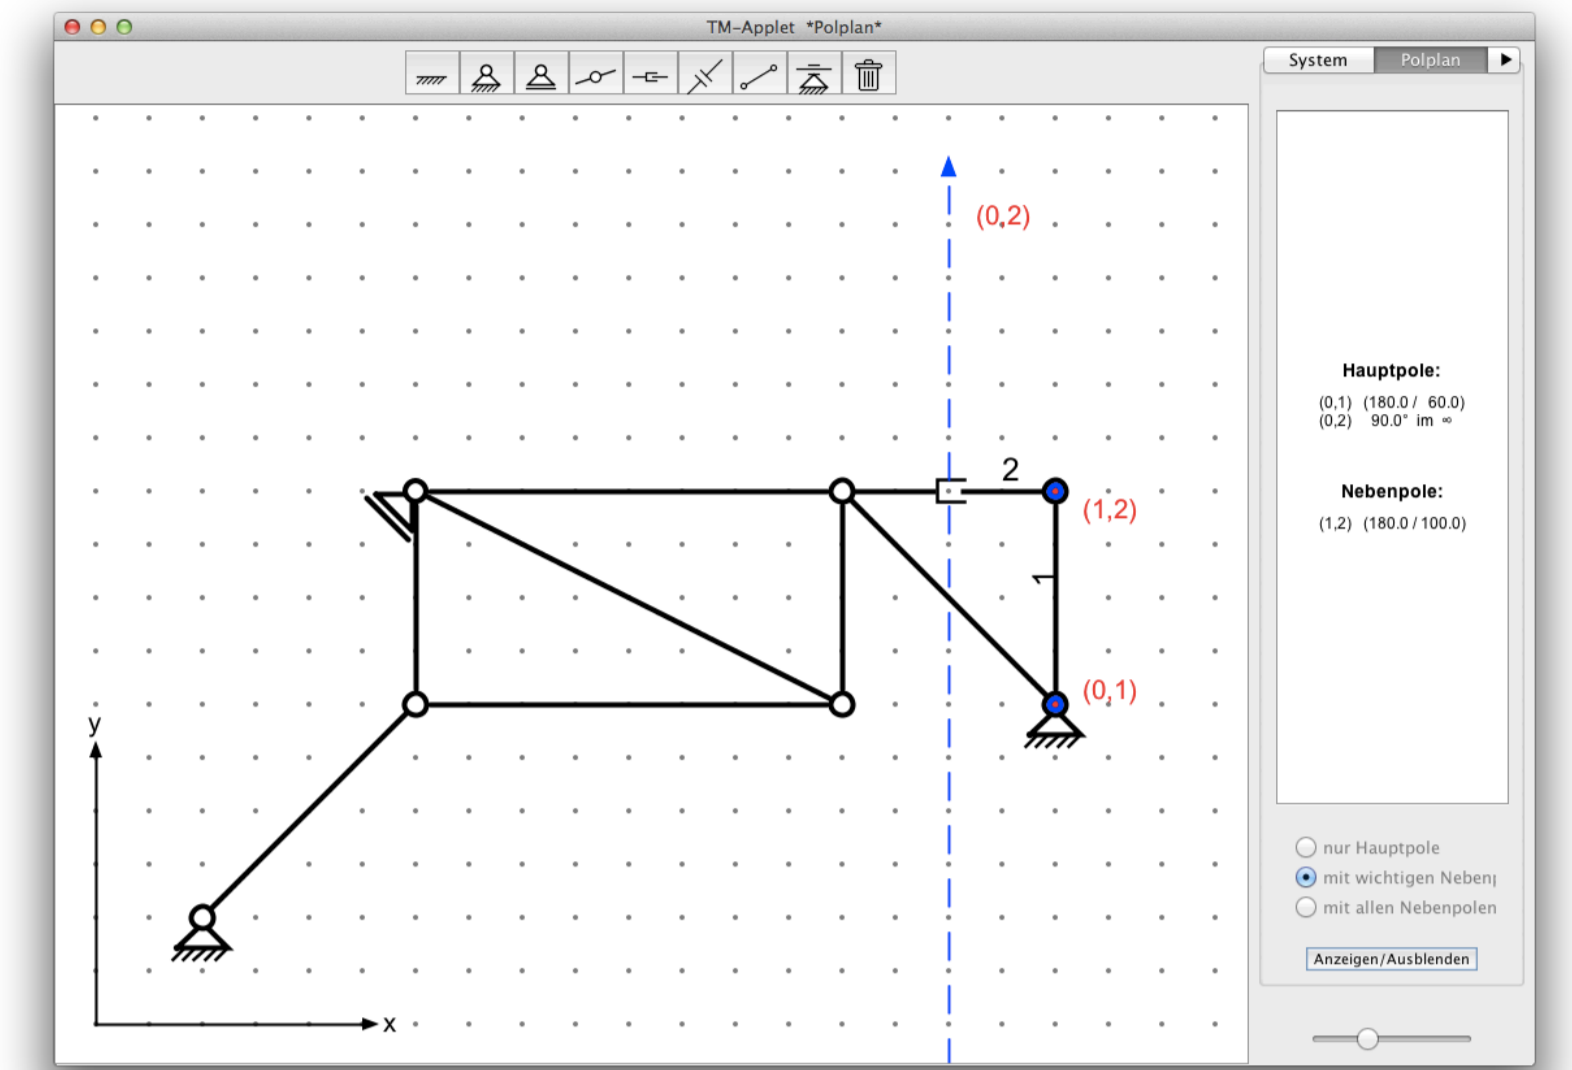 TM-Applet *Polplan*
System
Polplan
(0,2)
2
(1,2)
1
(0,1)
y
x
Hauptpole:
(0,1) (180.0 / 60.0)
(0,2) 90.0° im ∞
Nebenpole:
(1,2) (180.0 / 100.0)
nur Hauptpole
mit wichtigen Neben
mit allen Nebenpolen
Anzeigen/Ausblenden